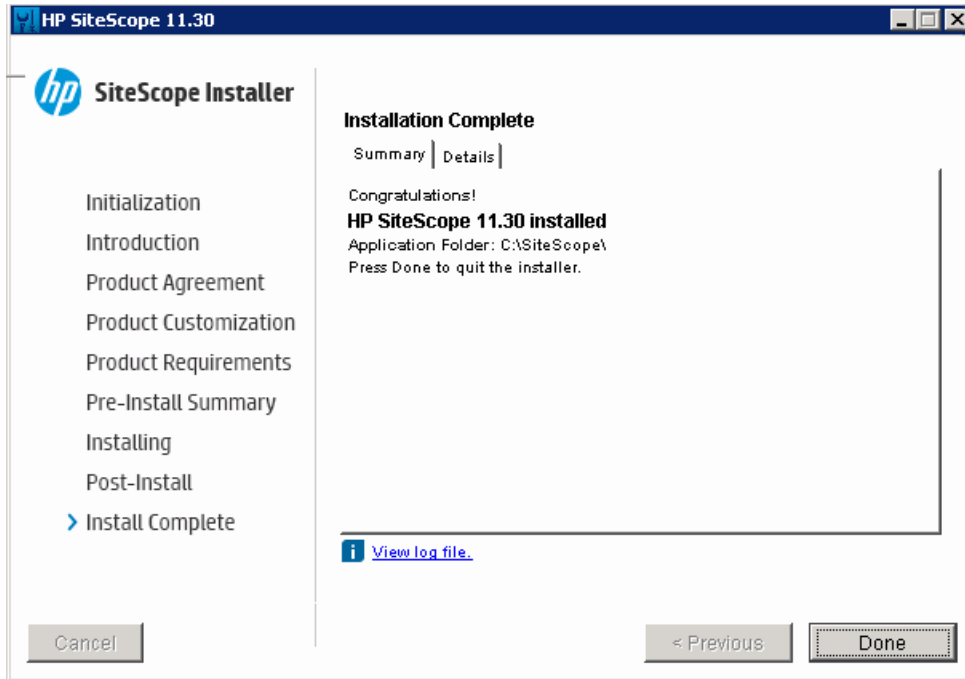 HP SiteScope 11.30
hp SiteScope Installer
Initialization
Introduction
Product Agreement
Product Customization
Product Requirements
Pre-Install Summary
Installing
Post-Install
Install Complete
Installation Complete
Summary Details
Congratulations!
HP SiteScope 11.30 installed
Application Folder: C:\SiteScope\
Press Done to quit the installer.
i View log file.
Cancel
< Previous
Done